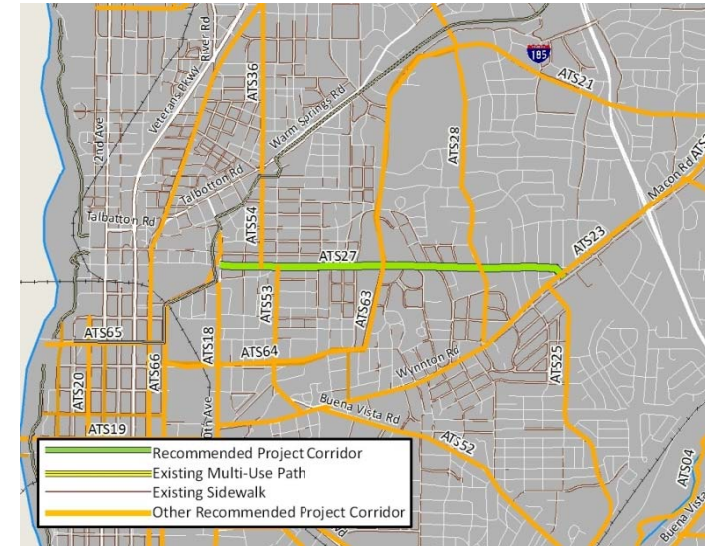 River Rd
Veterans Pkwy
2nd Ave
ATS36
Warm Springs Rd
185
ATS21
ATS28
Talbotton Rd
Talbatton Rd
ATS54
Macon Rd
ATS23
ATS27
ATS53
ATS63
ATS65
ATS18
ATS64
ATS66
ATS20
Wynnton Rd
ATS25
ATS19
Buena Vista Rd
ATS52
ATS04
Buena Vista
Recommended Project Corridor
Existing Multi-Use Path
Existing Sidewalk
Other Recommended Project Corridor